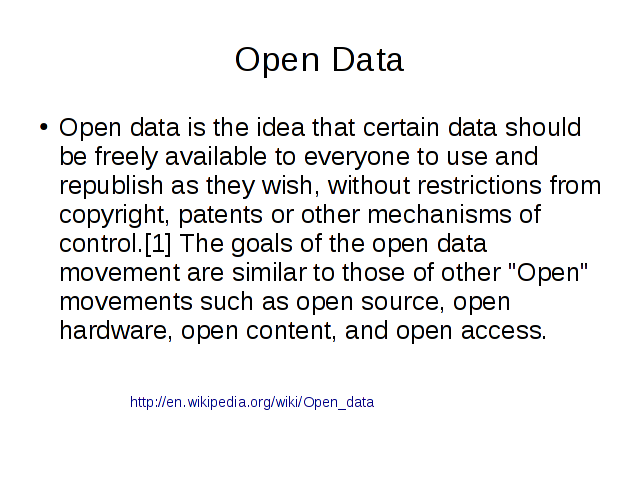 Open Data
• Open data is the idea that certain data should
be freely available to everyone to use and
republish as they wish, without restrictions from
copyright, patents or other mechanisms of
control.[1] The goals of the open data
movement are similar to those of other "Open"
movements such as open source, open
hardware, open content, and open access.
http://en.wikipedia.org/wiki/Open_data